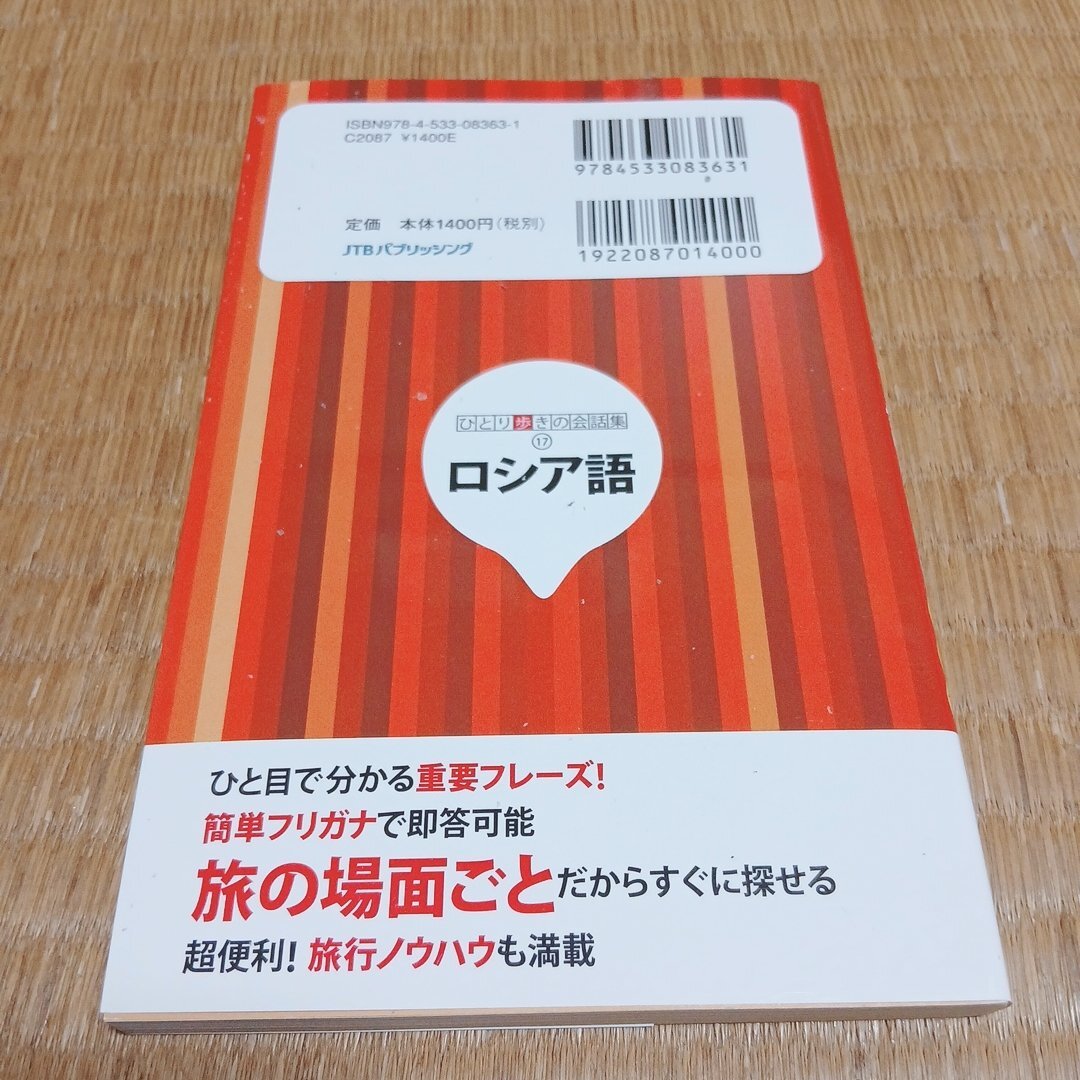 ISBN978-4-533-08363-1
C2087 ¥1400E
9784533083631
定価 本体1400円(税別)
JTBパブリッシング
1922087014000
ひとり歩きの会話集
⑰
ロシア語
ひと目で分かる重要フレーズ!
簡単フリガナで即答可能
旅の場面ごとだからすぐに探せる
超便利!旅行ノウハウも満載